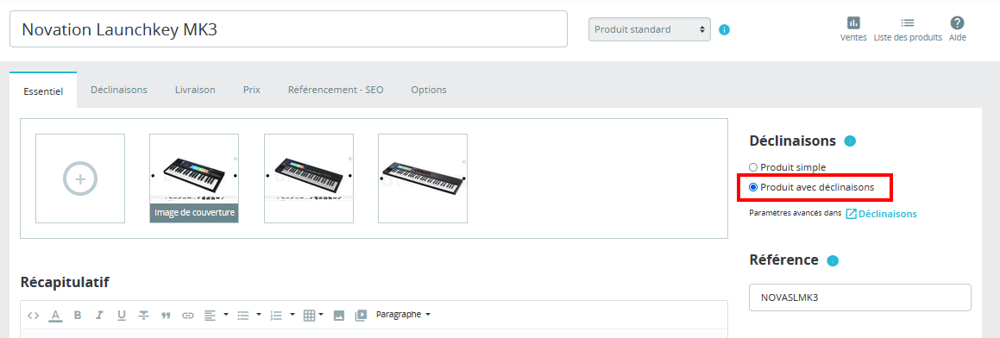 Novation Launchkey MK3
Produit standard
Ventes
Liste des produits
Aide
Essentiel
Déclinaisons
Livraison
Prix
Référencement - SEO
Options
Image de couverture
Déclinaisons
Produit simple
Produit avec déclinaisons
Paramètres avancés dans Déclinaisons
Référence
NOVASLMK3
Récapitulatif
Paragraphe